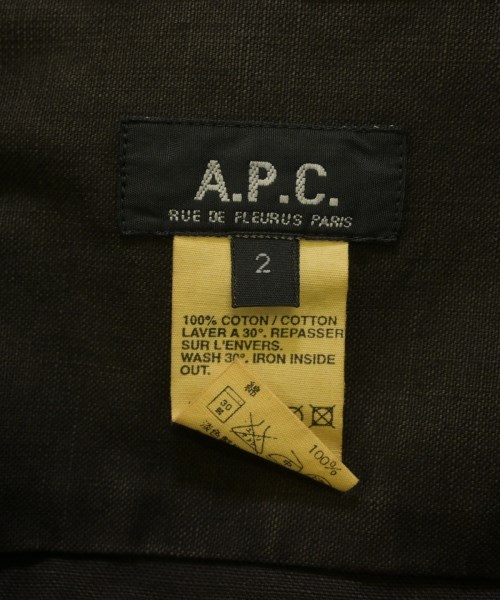 A.P.C.
RUE DE FLEURUS PARIS
2
100% COTON / COTTON
LAVER A 30°. REPASSER
SUR L'ENVERS.
WASH 30°. IRON INSIDE
OUT.
綿
100%
30